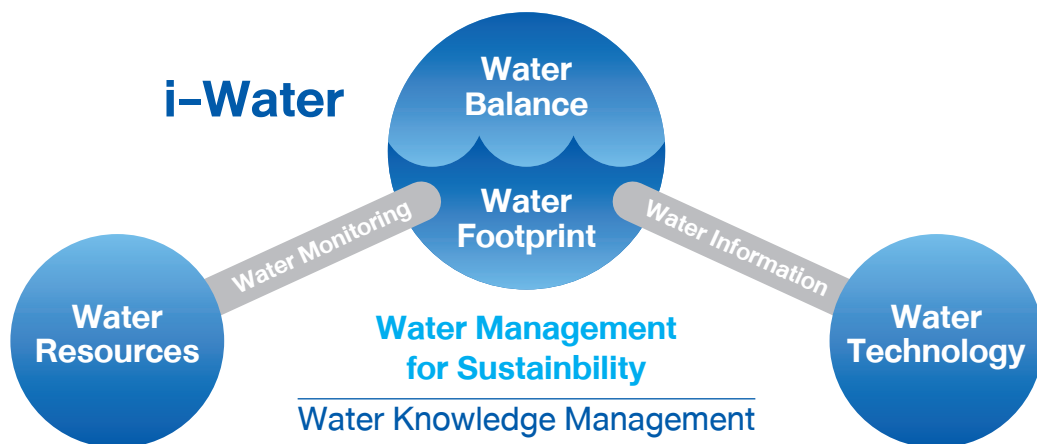 i–Water
Water
Balance
Water
Footprint
Water Monitoring
Water Information
Water
Resources
Water
Technology
Water Management
for Sustainbility
Water Knowledge Management